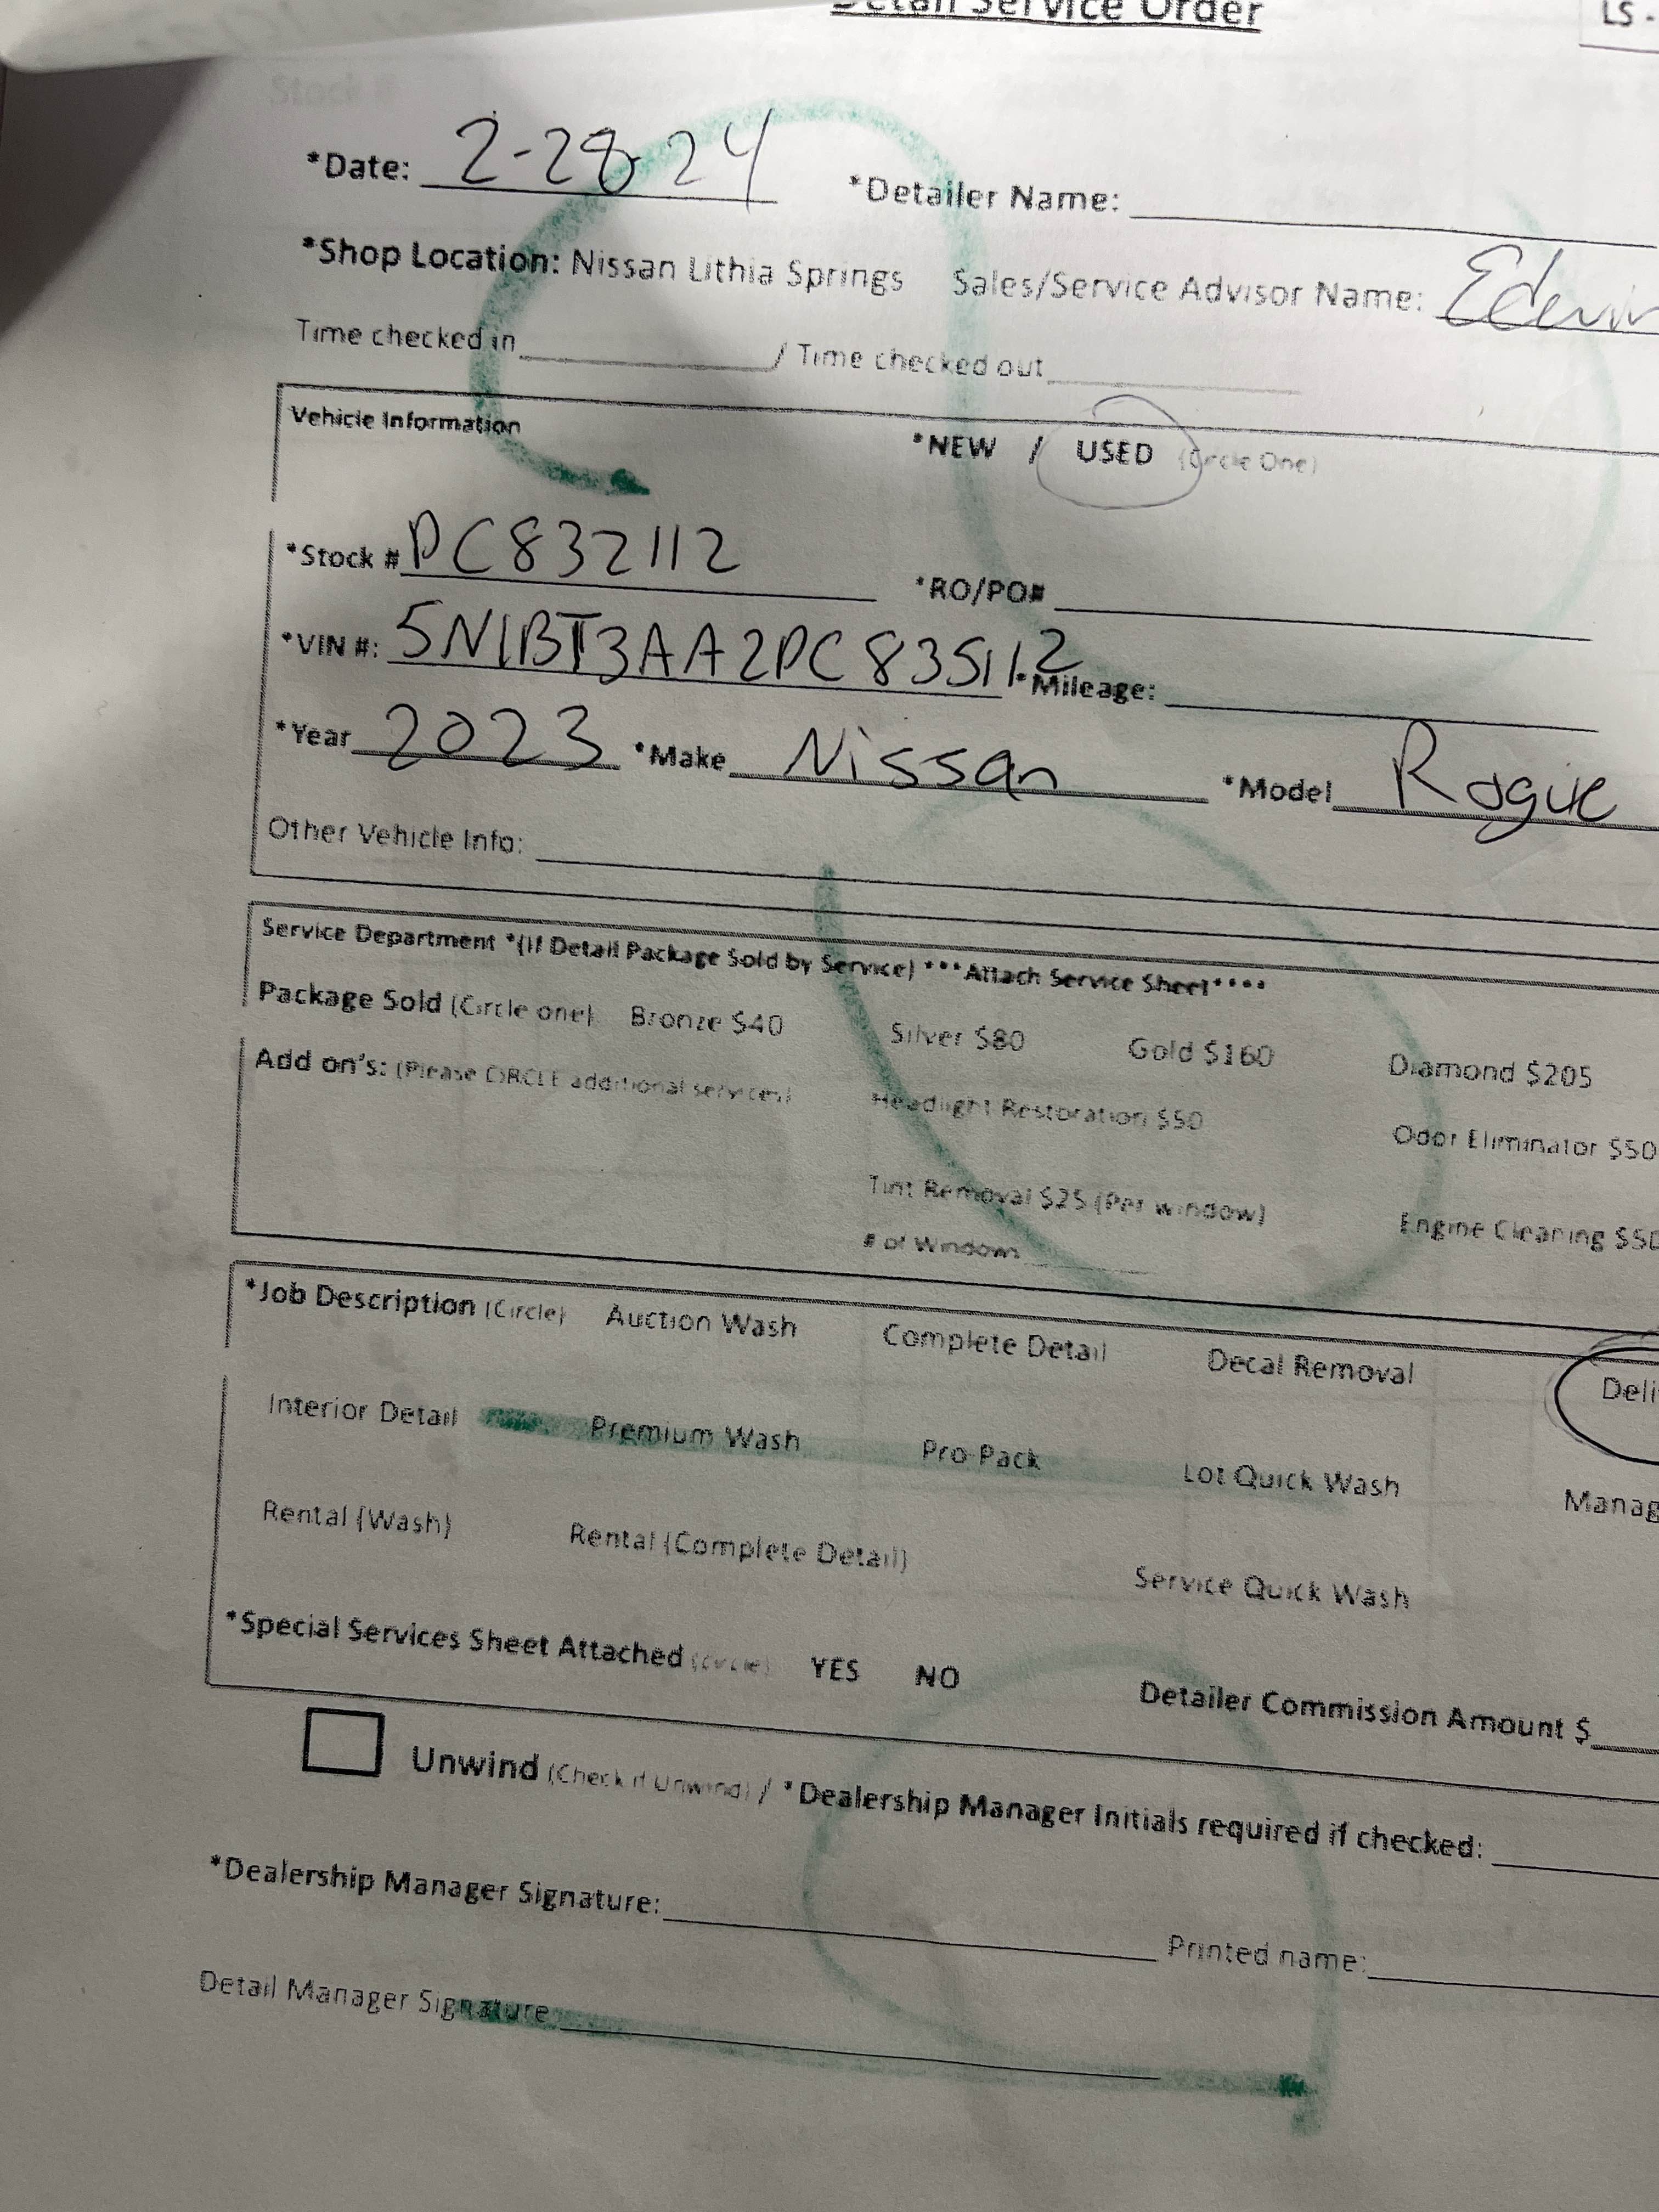 Detail Service Order
LS -
*Date: 2-28-24 *Detailer Name:
*Shop Location: Nissan Lithia Springs Sales/Service Advisor Name: Edwin
Time checked in / Time checked out
Vehicle Information
*NEW / USED (Circle One)
*Stock # PC832112 *RO/PO#
*VIN #: 5N1BT3AA2PC835112 *Mileage:
*Year 2023 *Make Nissan *Model Rogue
Other Vehicle Info:
Service Department *(If Detail Package Sold by Service) ***Attach Service Sheet****
Package Sold (Circle one) Bronze $40 Silver $80 Gold $160 Diamond $205
Add on's: (Please CIRCLE additional services) Headlight Restoration $50 Odor Eliminator $50
Tint Removal $25 (Per window) Engine Cleaning $50
# of Windows
*Job Description (Circle) Auction Wash Complete Detail Decal Removal Deli
Interior Detail Premium Wash Pro-Pack Lot Quick Wash Manag
Rental (Wash) Rental (Complete Detail) Service Quick Wash
*Special Services Sheet Attached (circle) YES NO Detailer Commission Amount $
Unwind (Check if Unwind) / *Dealership Manager Initials required if checked:
*Dealership Manager Signature: Printed name:
Detail Manager Signature